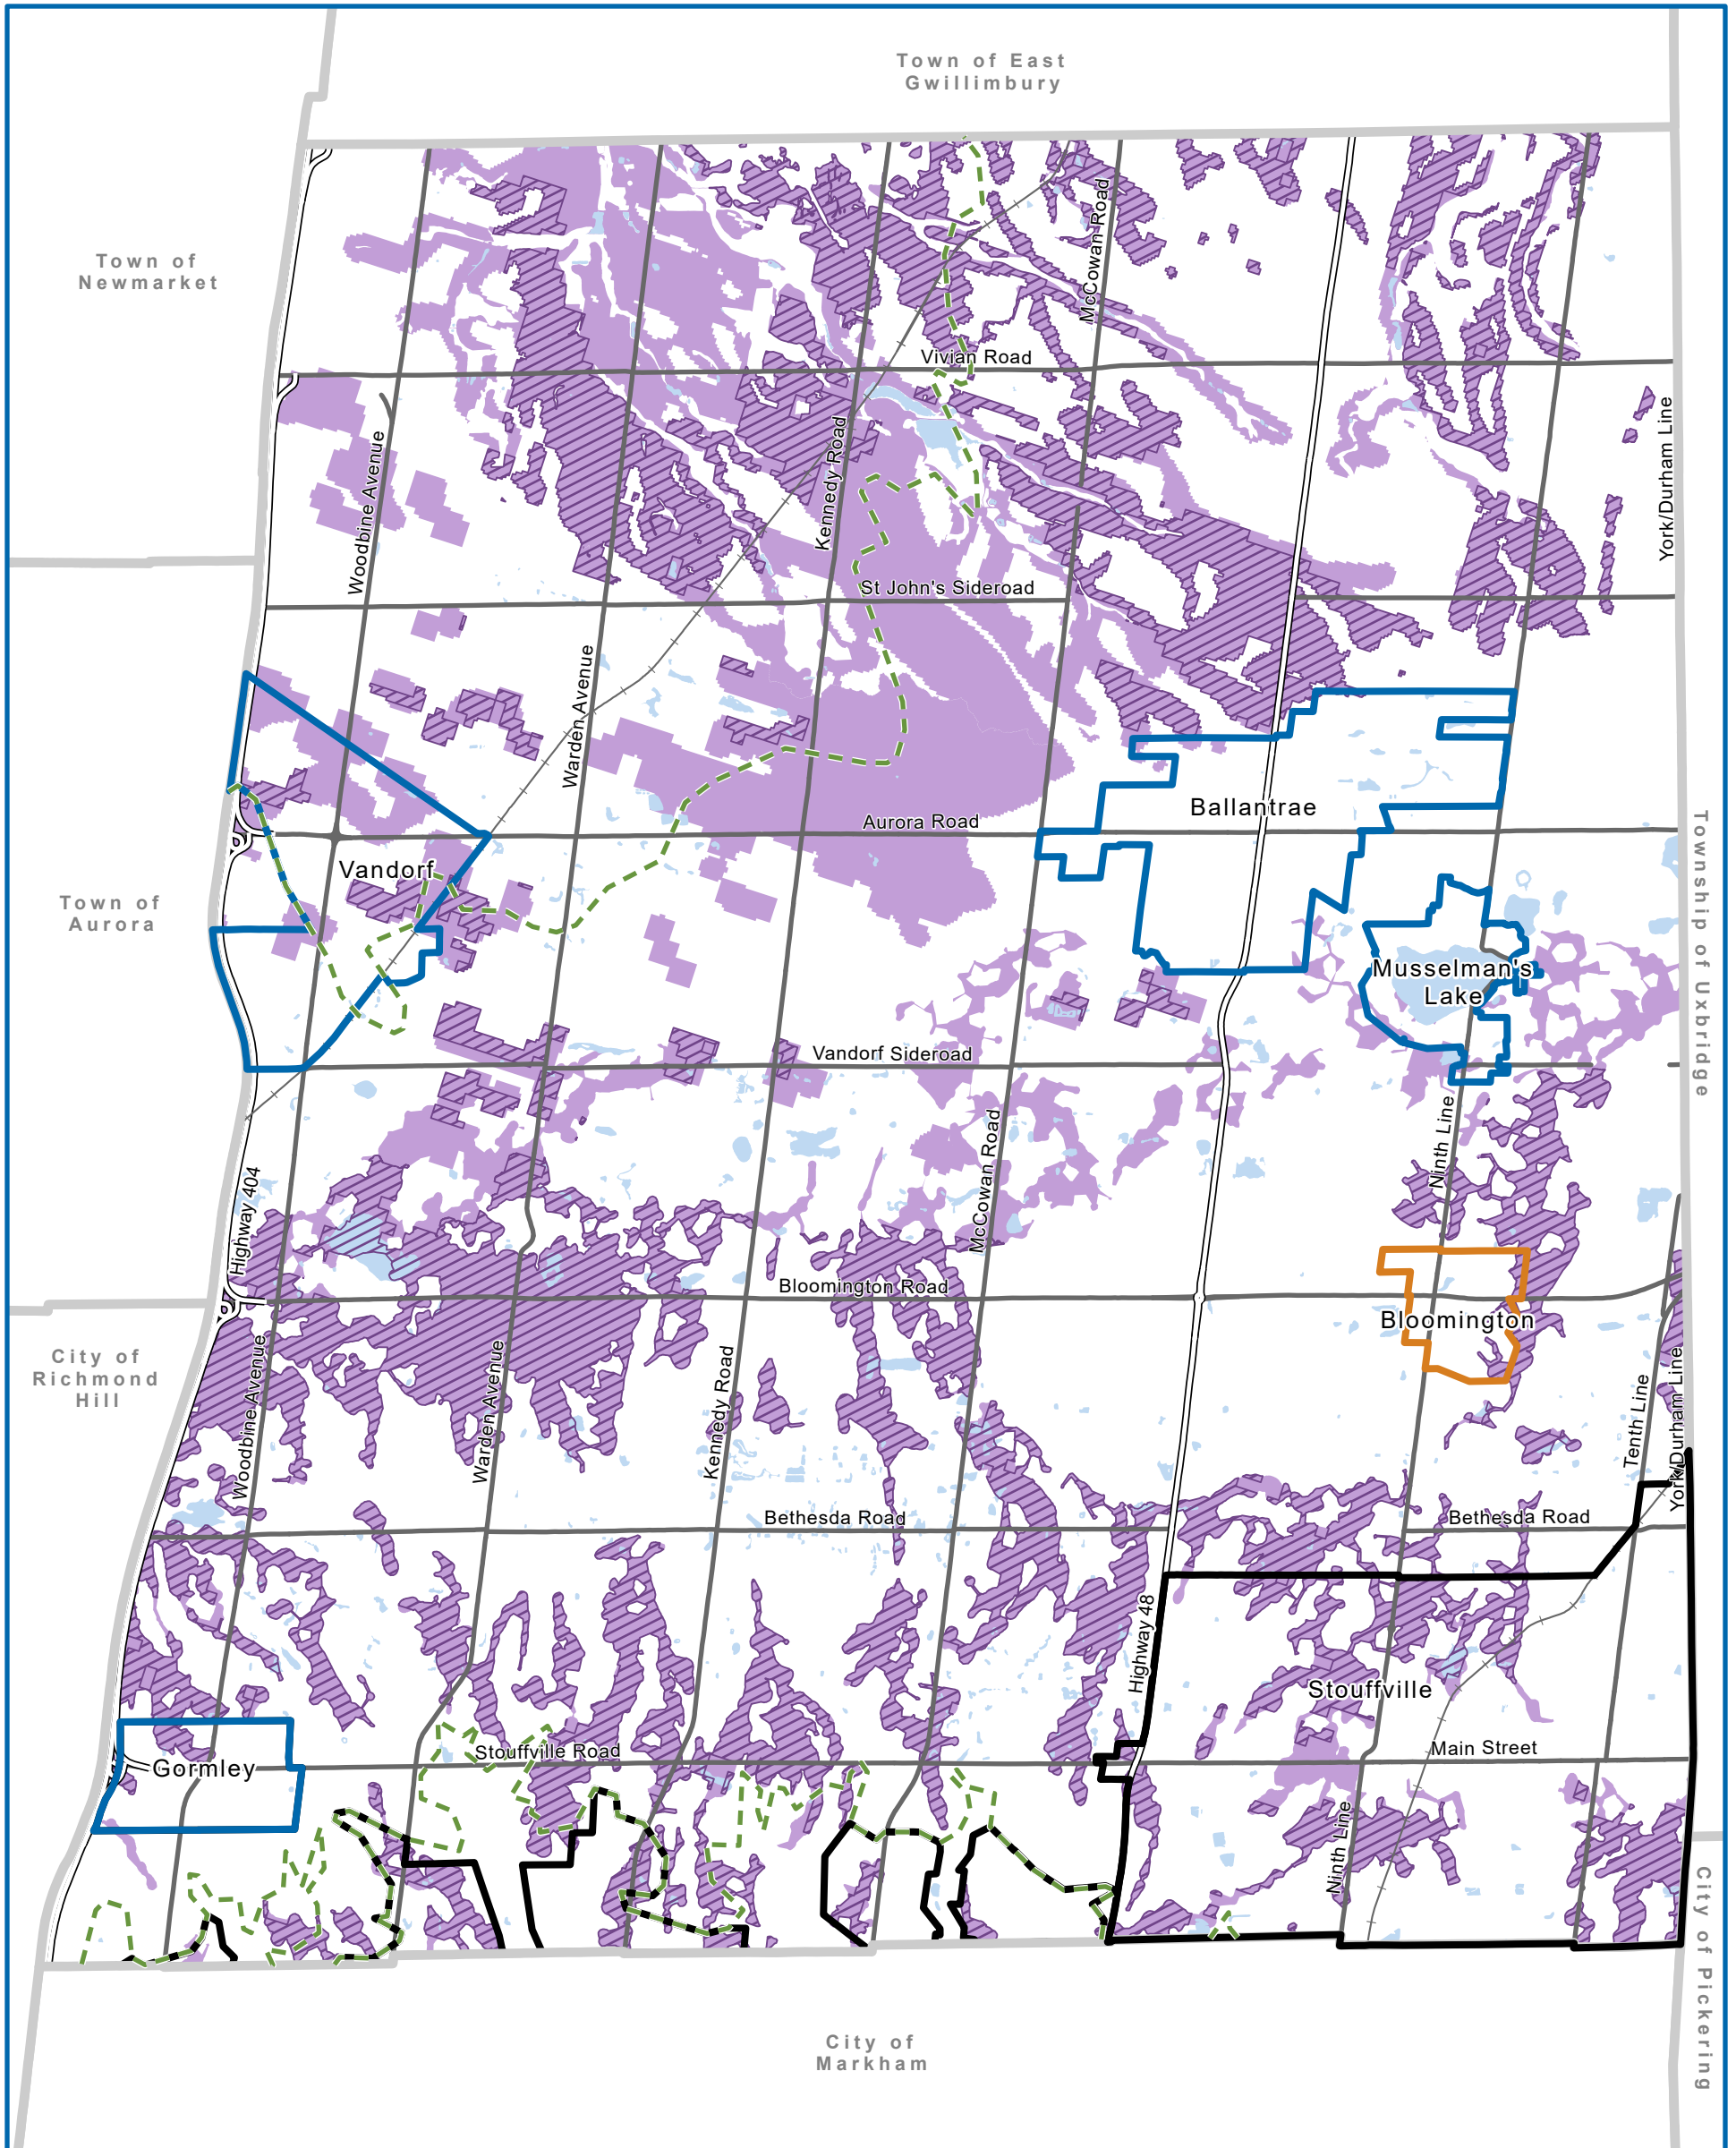 Town of East
Gwillimbury
McCowan Road
Town of
Newmarket
Vivian Road
York/Durham Line
Woodbine Avenue
Kennedy Road
St John's Sideroad
Warden Avenue
Ballantrae
Aurora Road
Vandorf
Township of Uxbridge
Town of
Aurora
Musselman's
Lake
Vandorf Sideroad
Ninth Line
McCowan Road
Highway 404
Bloomington Road
Bloomington
City of
Richmond
Hill
Woodbine Avenue
Warden Avenue
Kennedy Road
Tenth Line
York/Durham Line
Bethesda Road
Bethesda Road
Highway 48
Stouffville
Stouffville Road
Main Street
Gormley
Ninth Line
City of Pickering
City of
Markham